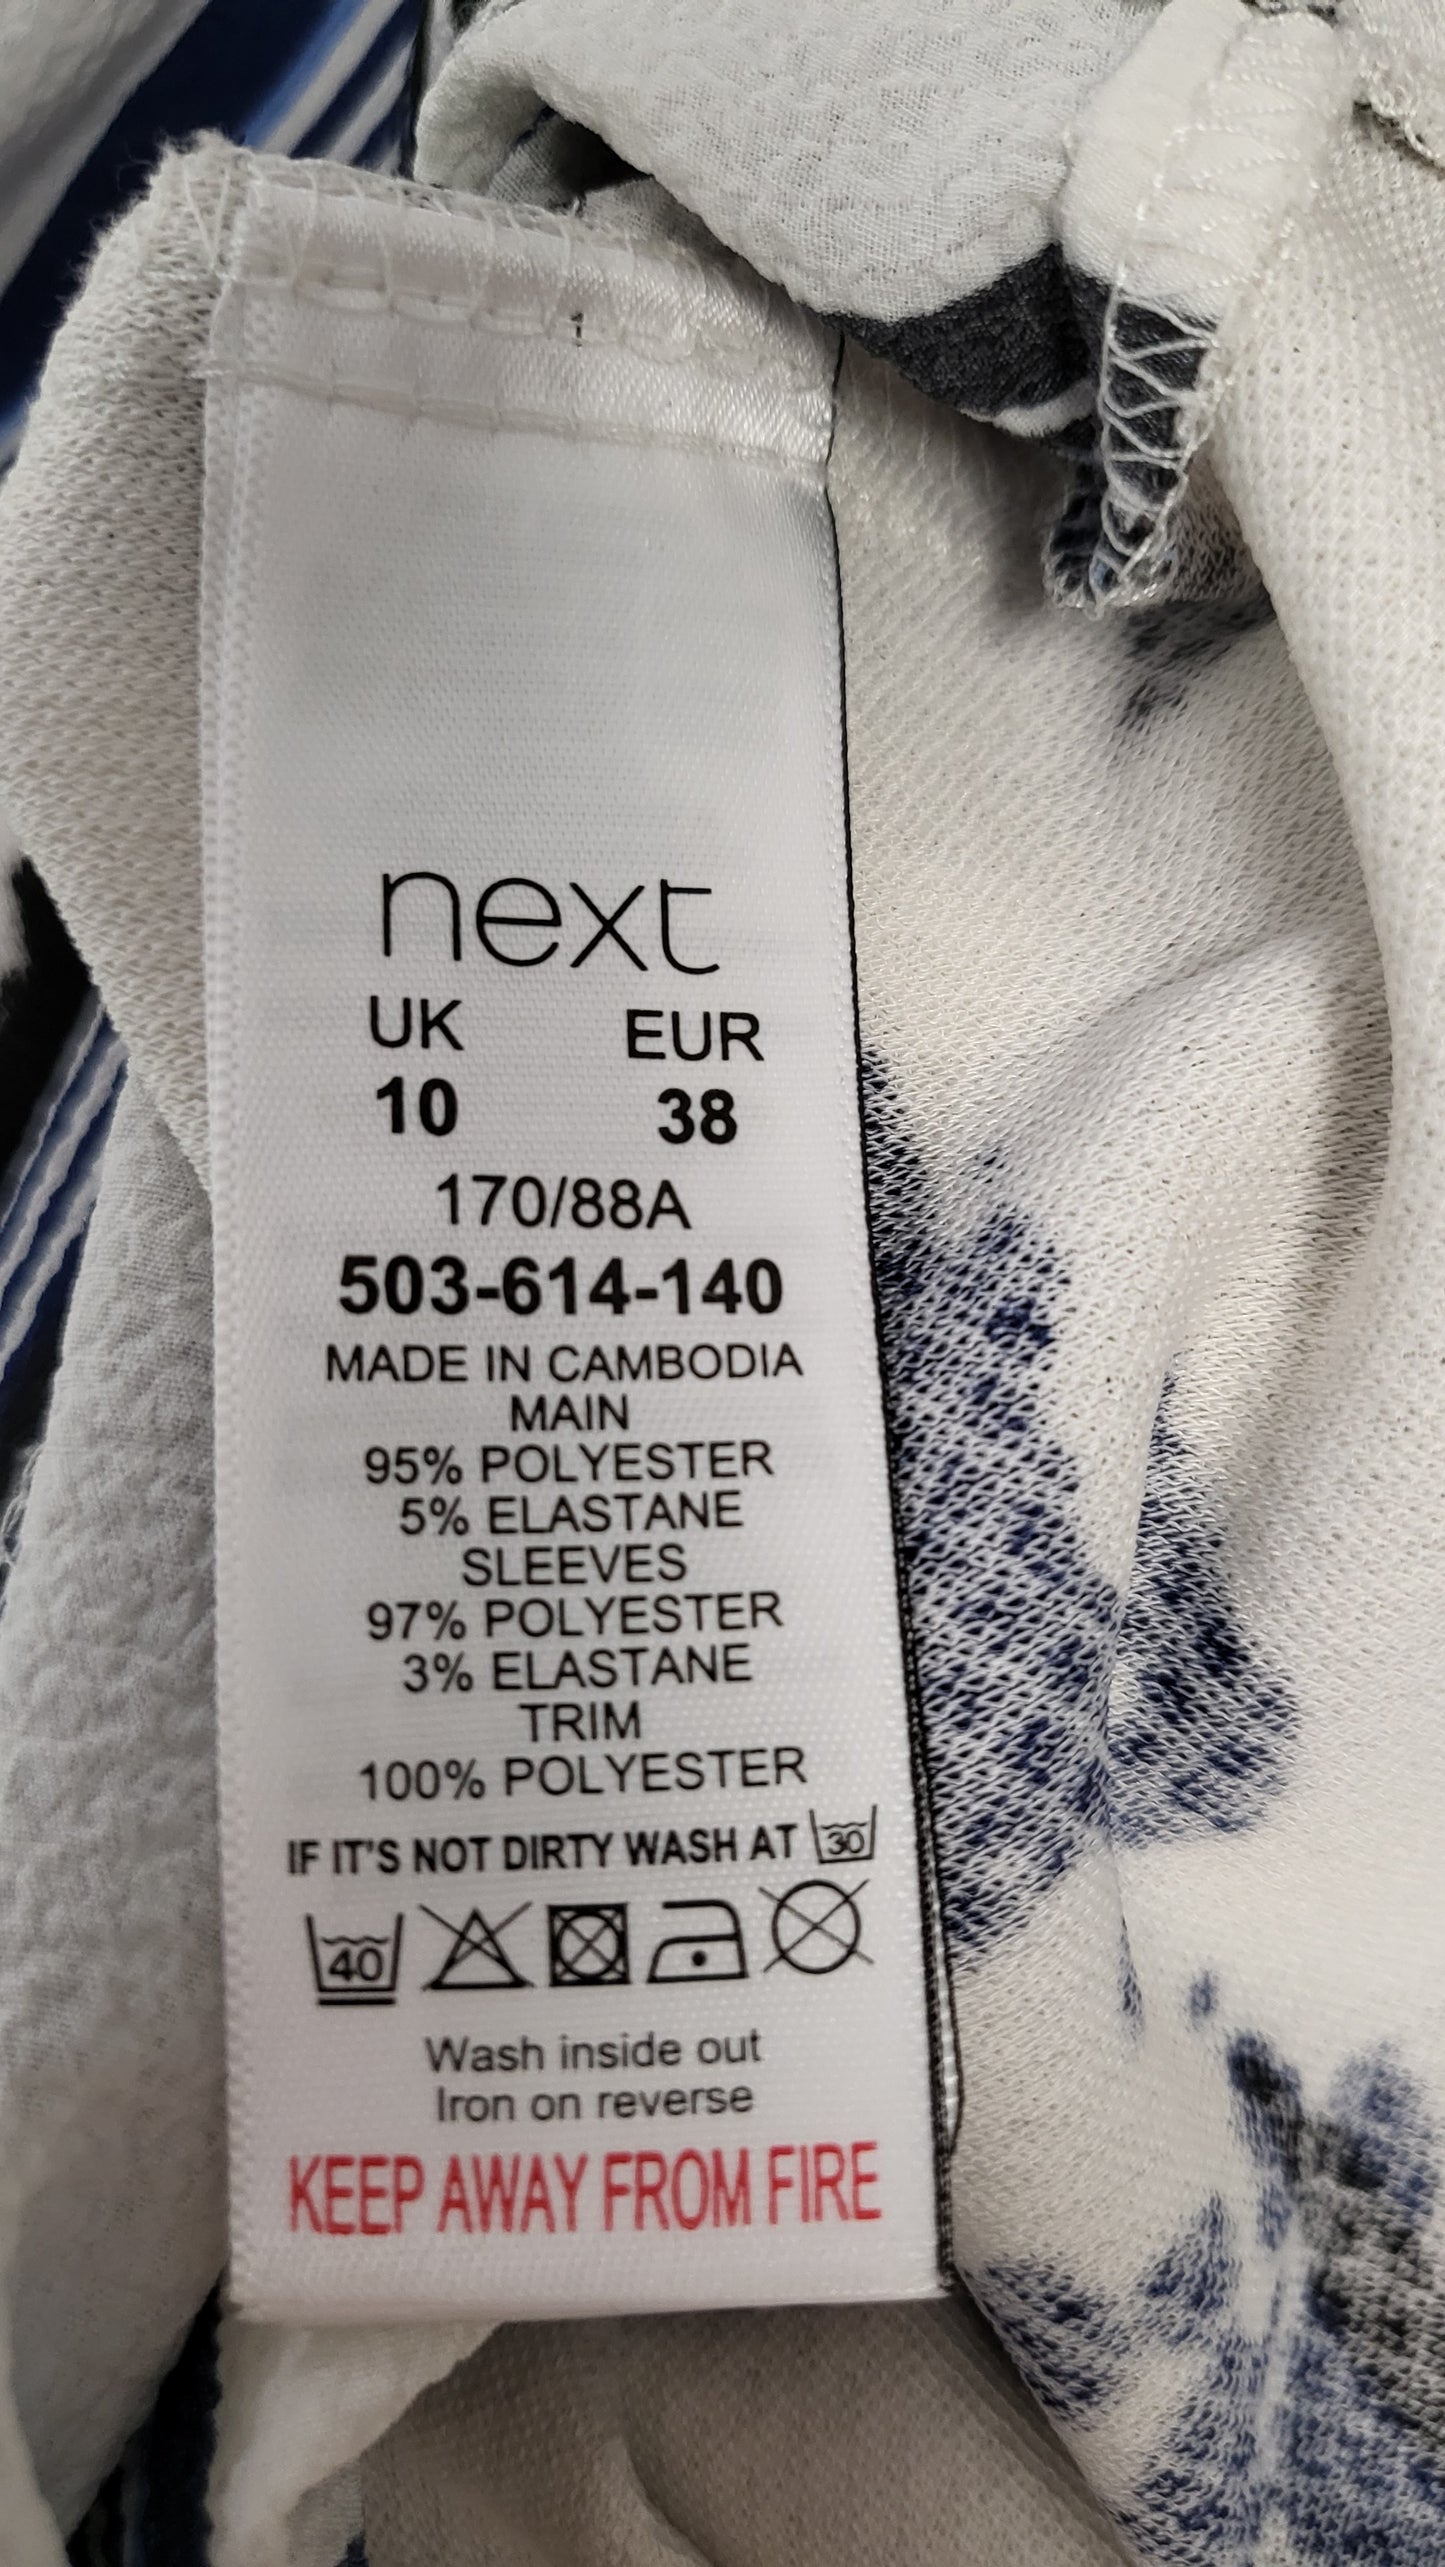 1
next
UK EUR
10 38
170/88A
503-614-140
MADE IN CAMBODIA
MAIN
95% POLYESTER
5% ELASTANE
SLEEVES
97% POLYESTER
3% ELASTANE
TRIM
100% POLYESTER
IF IT'S NOT DIRTY WASH AT 30
40
Wash inside out
Iron on reverse
KEEP AWAY FROM FIRE